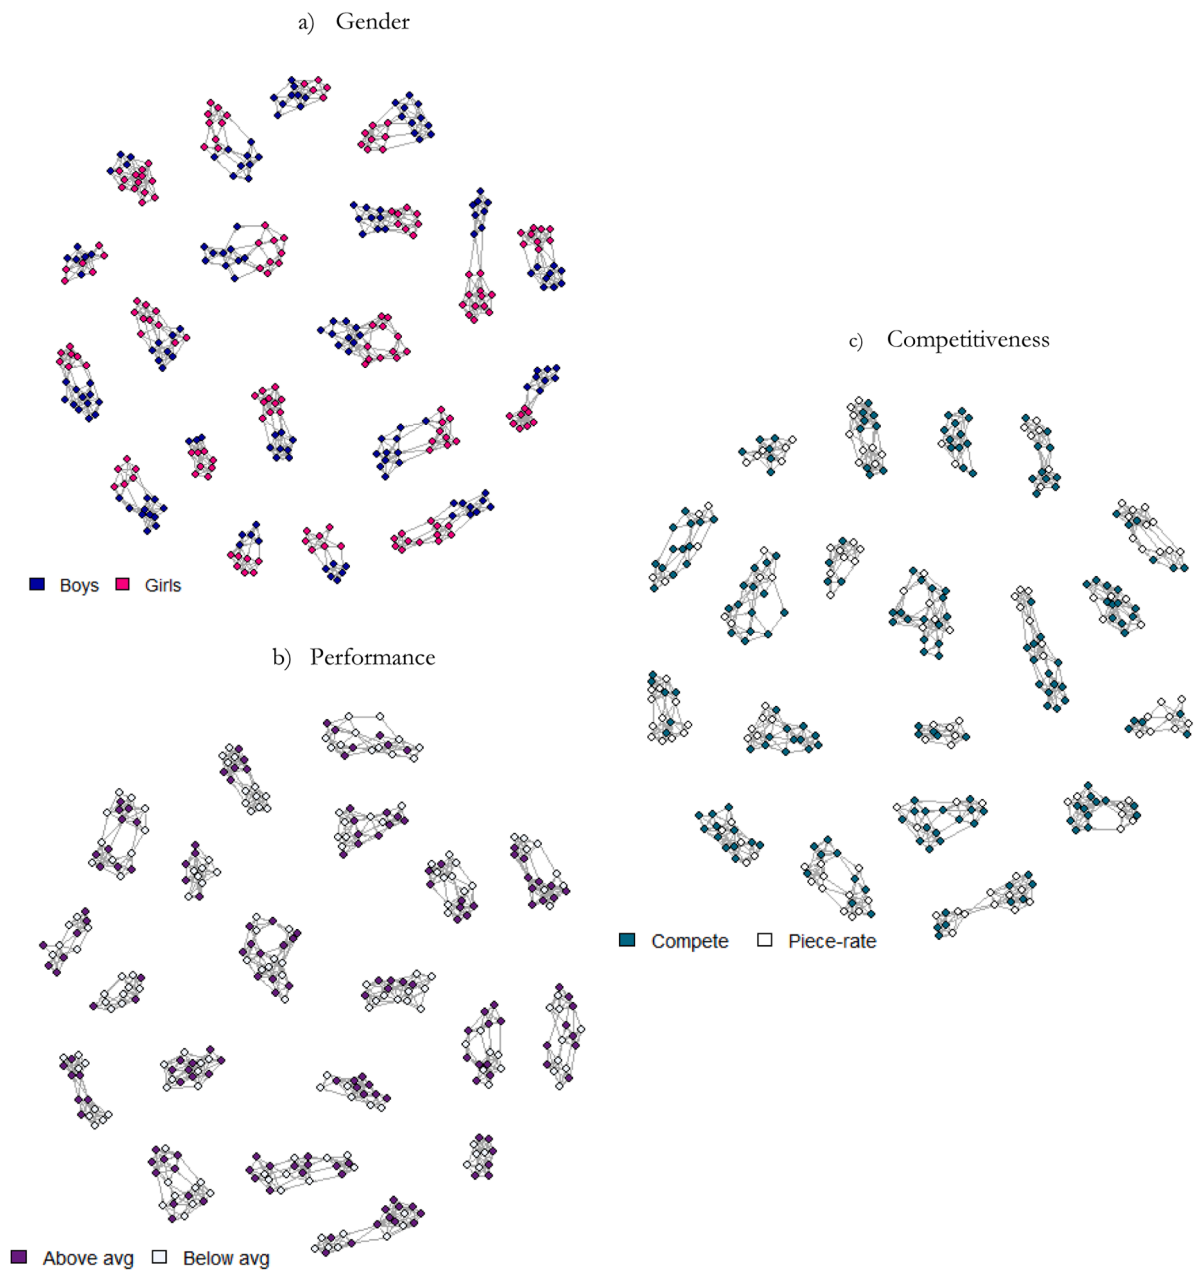 a) Gender
Boys Girls
b) Performance
Above avg Below avg
c) Competitiveness
Compete Piece-rate